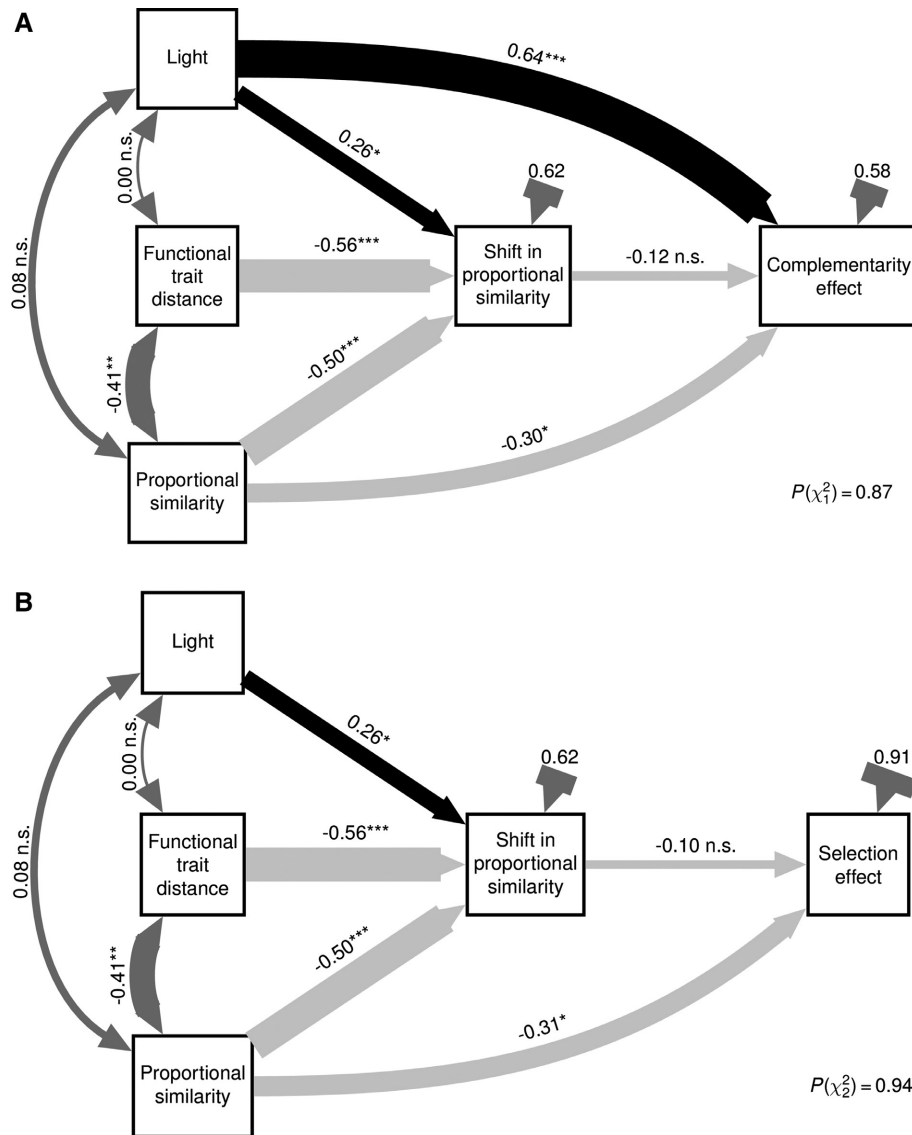 A
Light
0.64***
0.26*
0.00 n.s.
0.08 n.s.
0.62
0.58
Functional
trait
distance
-0.56***
Shift in
proportional
similarity
-0.12 n.s.
Complementarity
effect
-0.41**
-0.50***
-0.30*
Proportional
similarity
P(χ²₁) = 0.87
B
Light
0.26*
0.00 n.s.
0.08 n.s.
0.62
0.91
Functional
trait
distance
-0.56***
Shift in
proportional
similarity
-0.10 n.s.
Selection
effect
-0.41**
-0.50***
-0.31*
Proportional
similarity
P(χ²₂) = 0.94